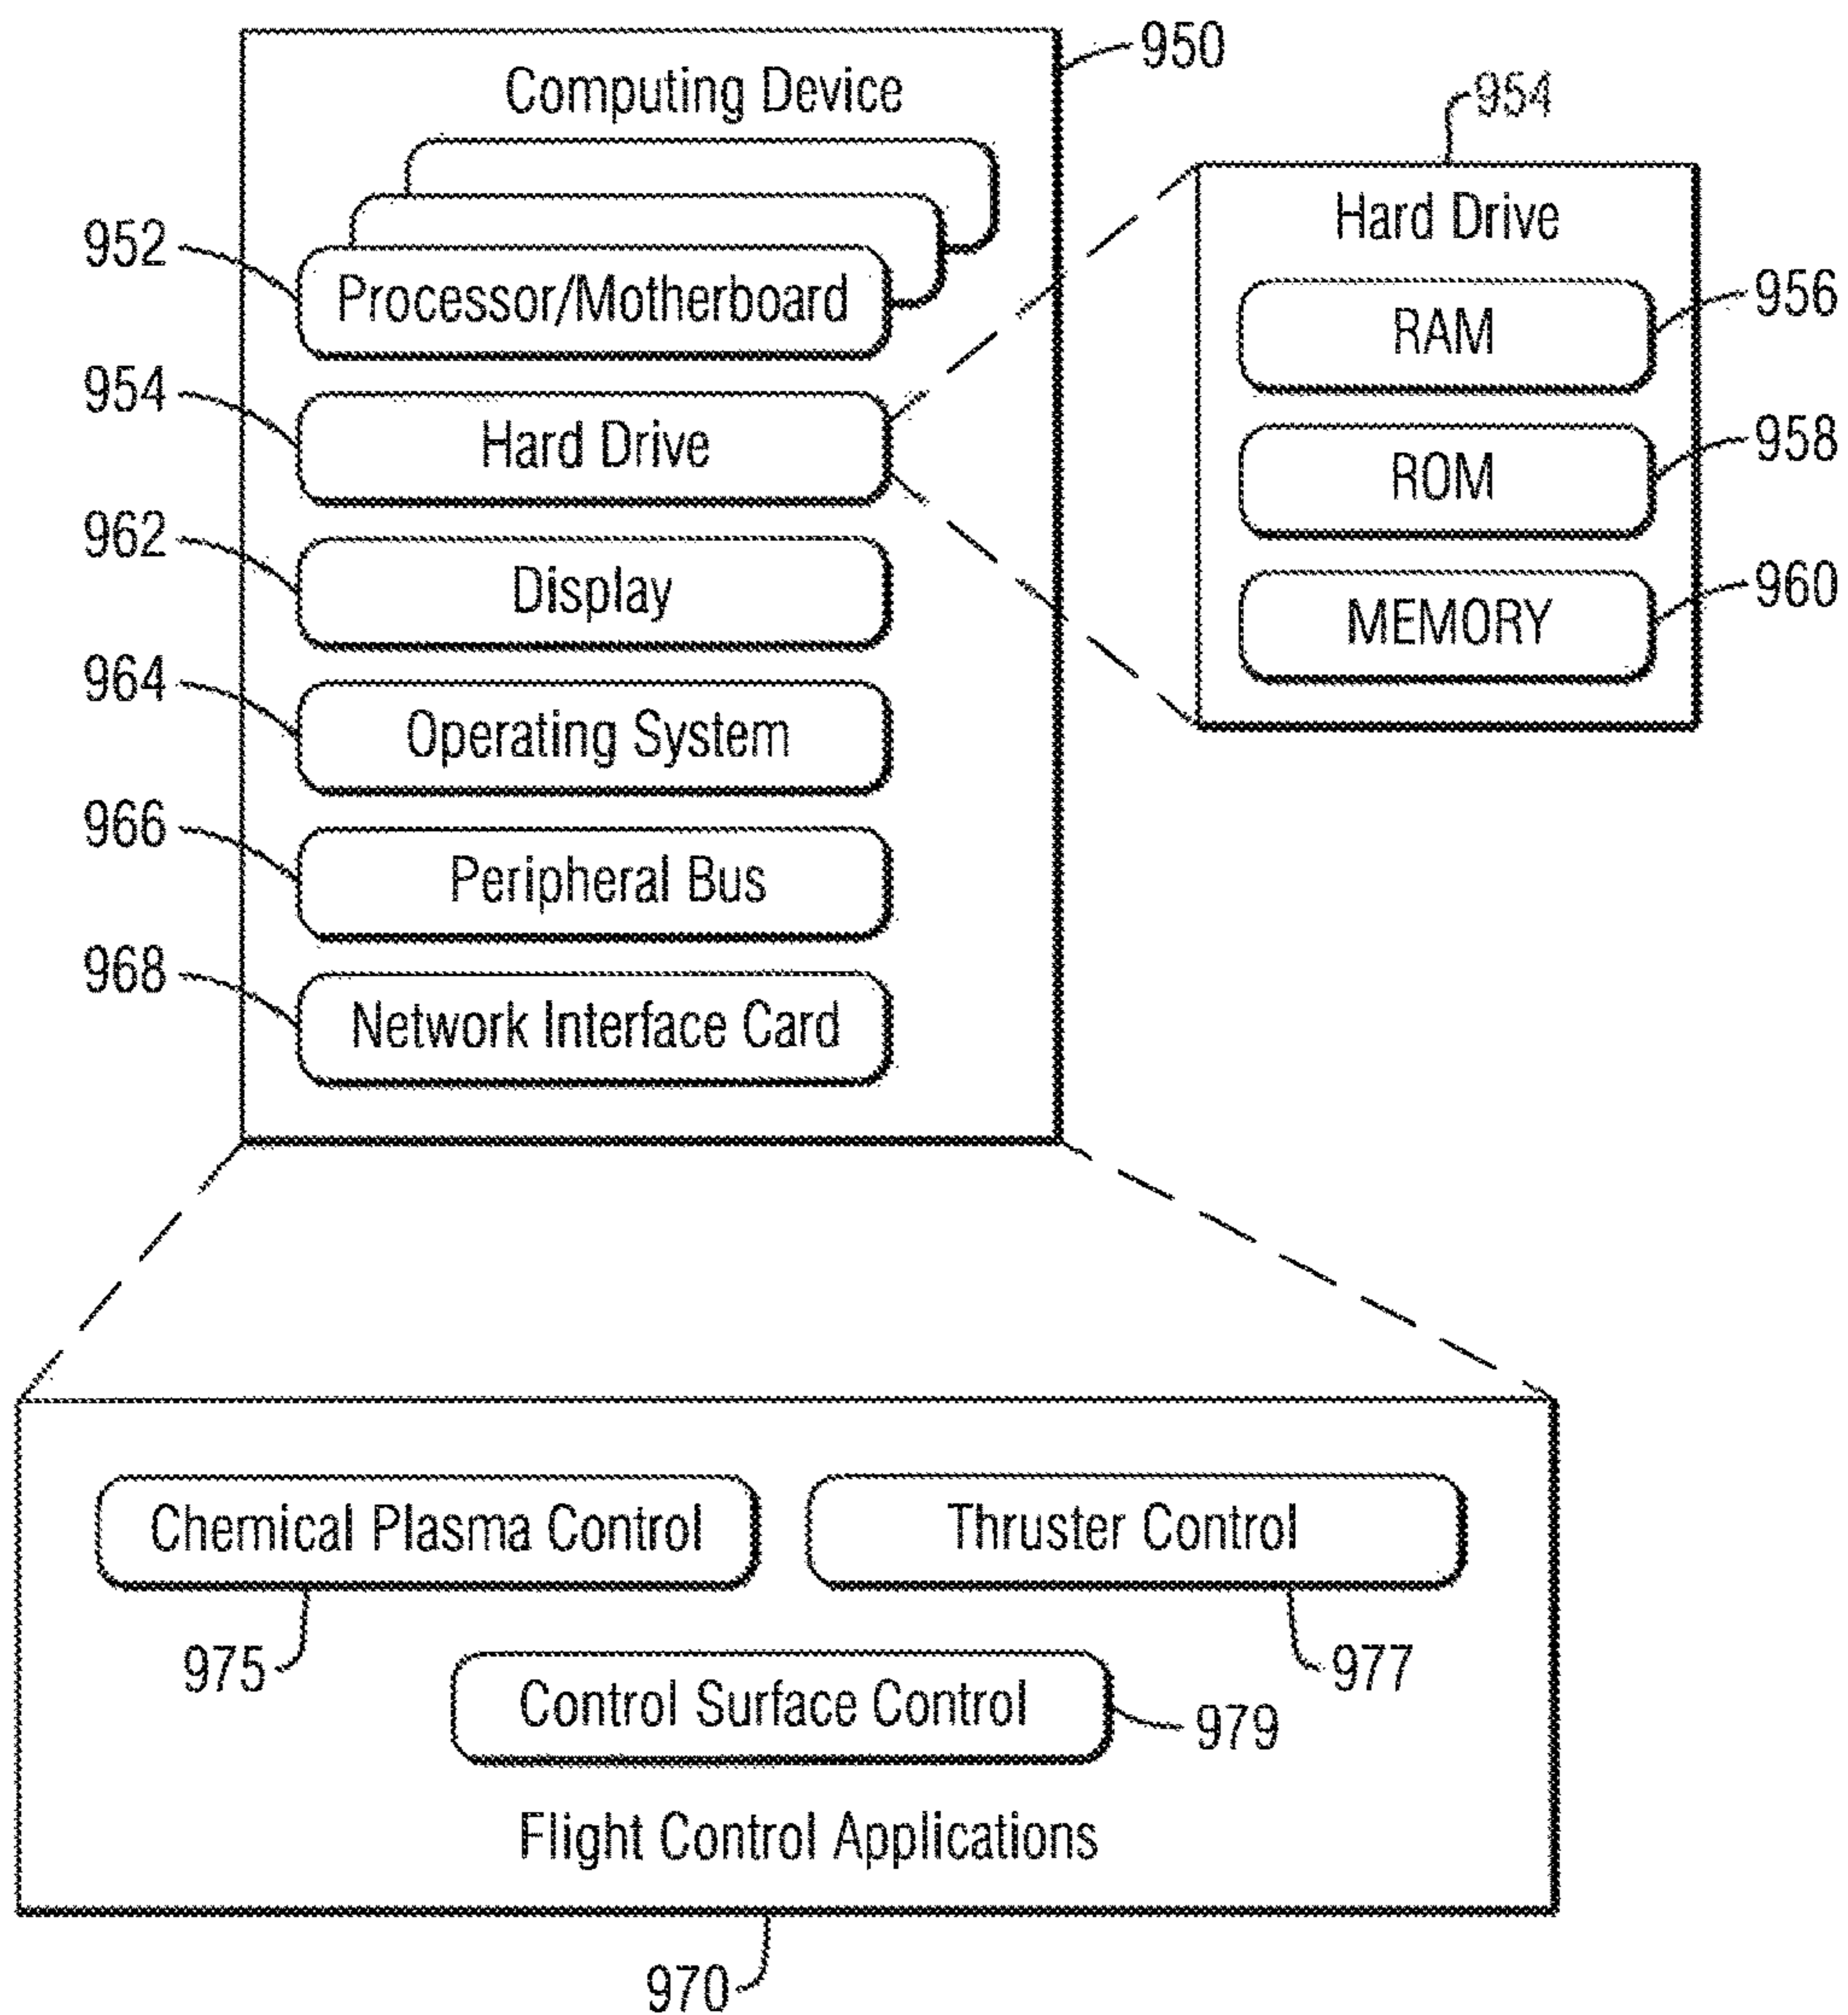 950
Computing Device
954
Hard Drive
952
Processor/Motherboard
956
RAM
954
Hard Drive
958
ROM
962
Display
960
MEMORY
964
Operating System
966
Peripheral Bus
968
Network Interface Card
Chemical Plasma Control
Thruster Control
975
977
Control Surface Control
979
Flight Control Applications
970